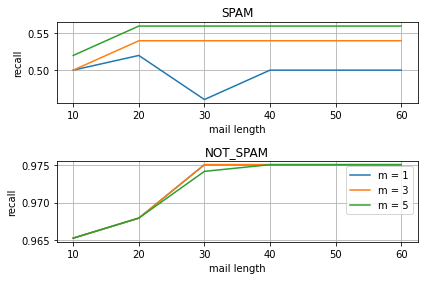 SPAM
0.55
0.50
recall
10 20 30 40 50 60
mail length
NOT_SPAM
0.975
0.970
0.965
recall
m = 1
m = 3
m = 5
10 20 30 40 50 60
mail length